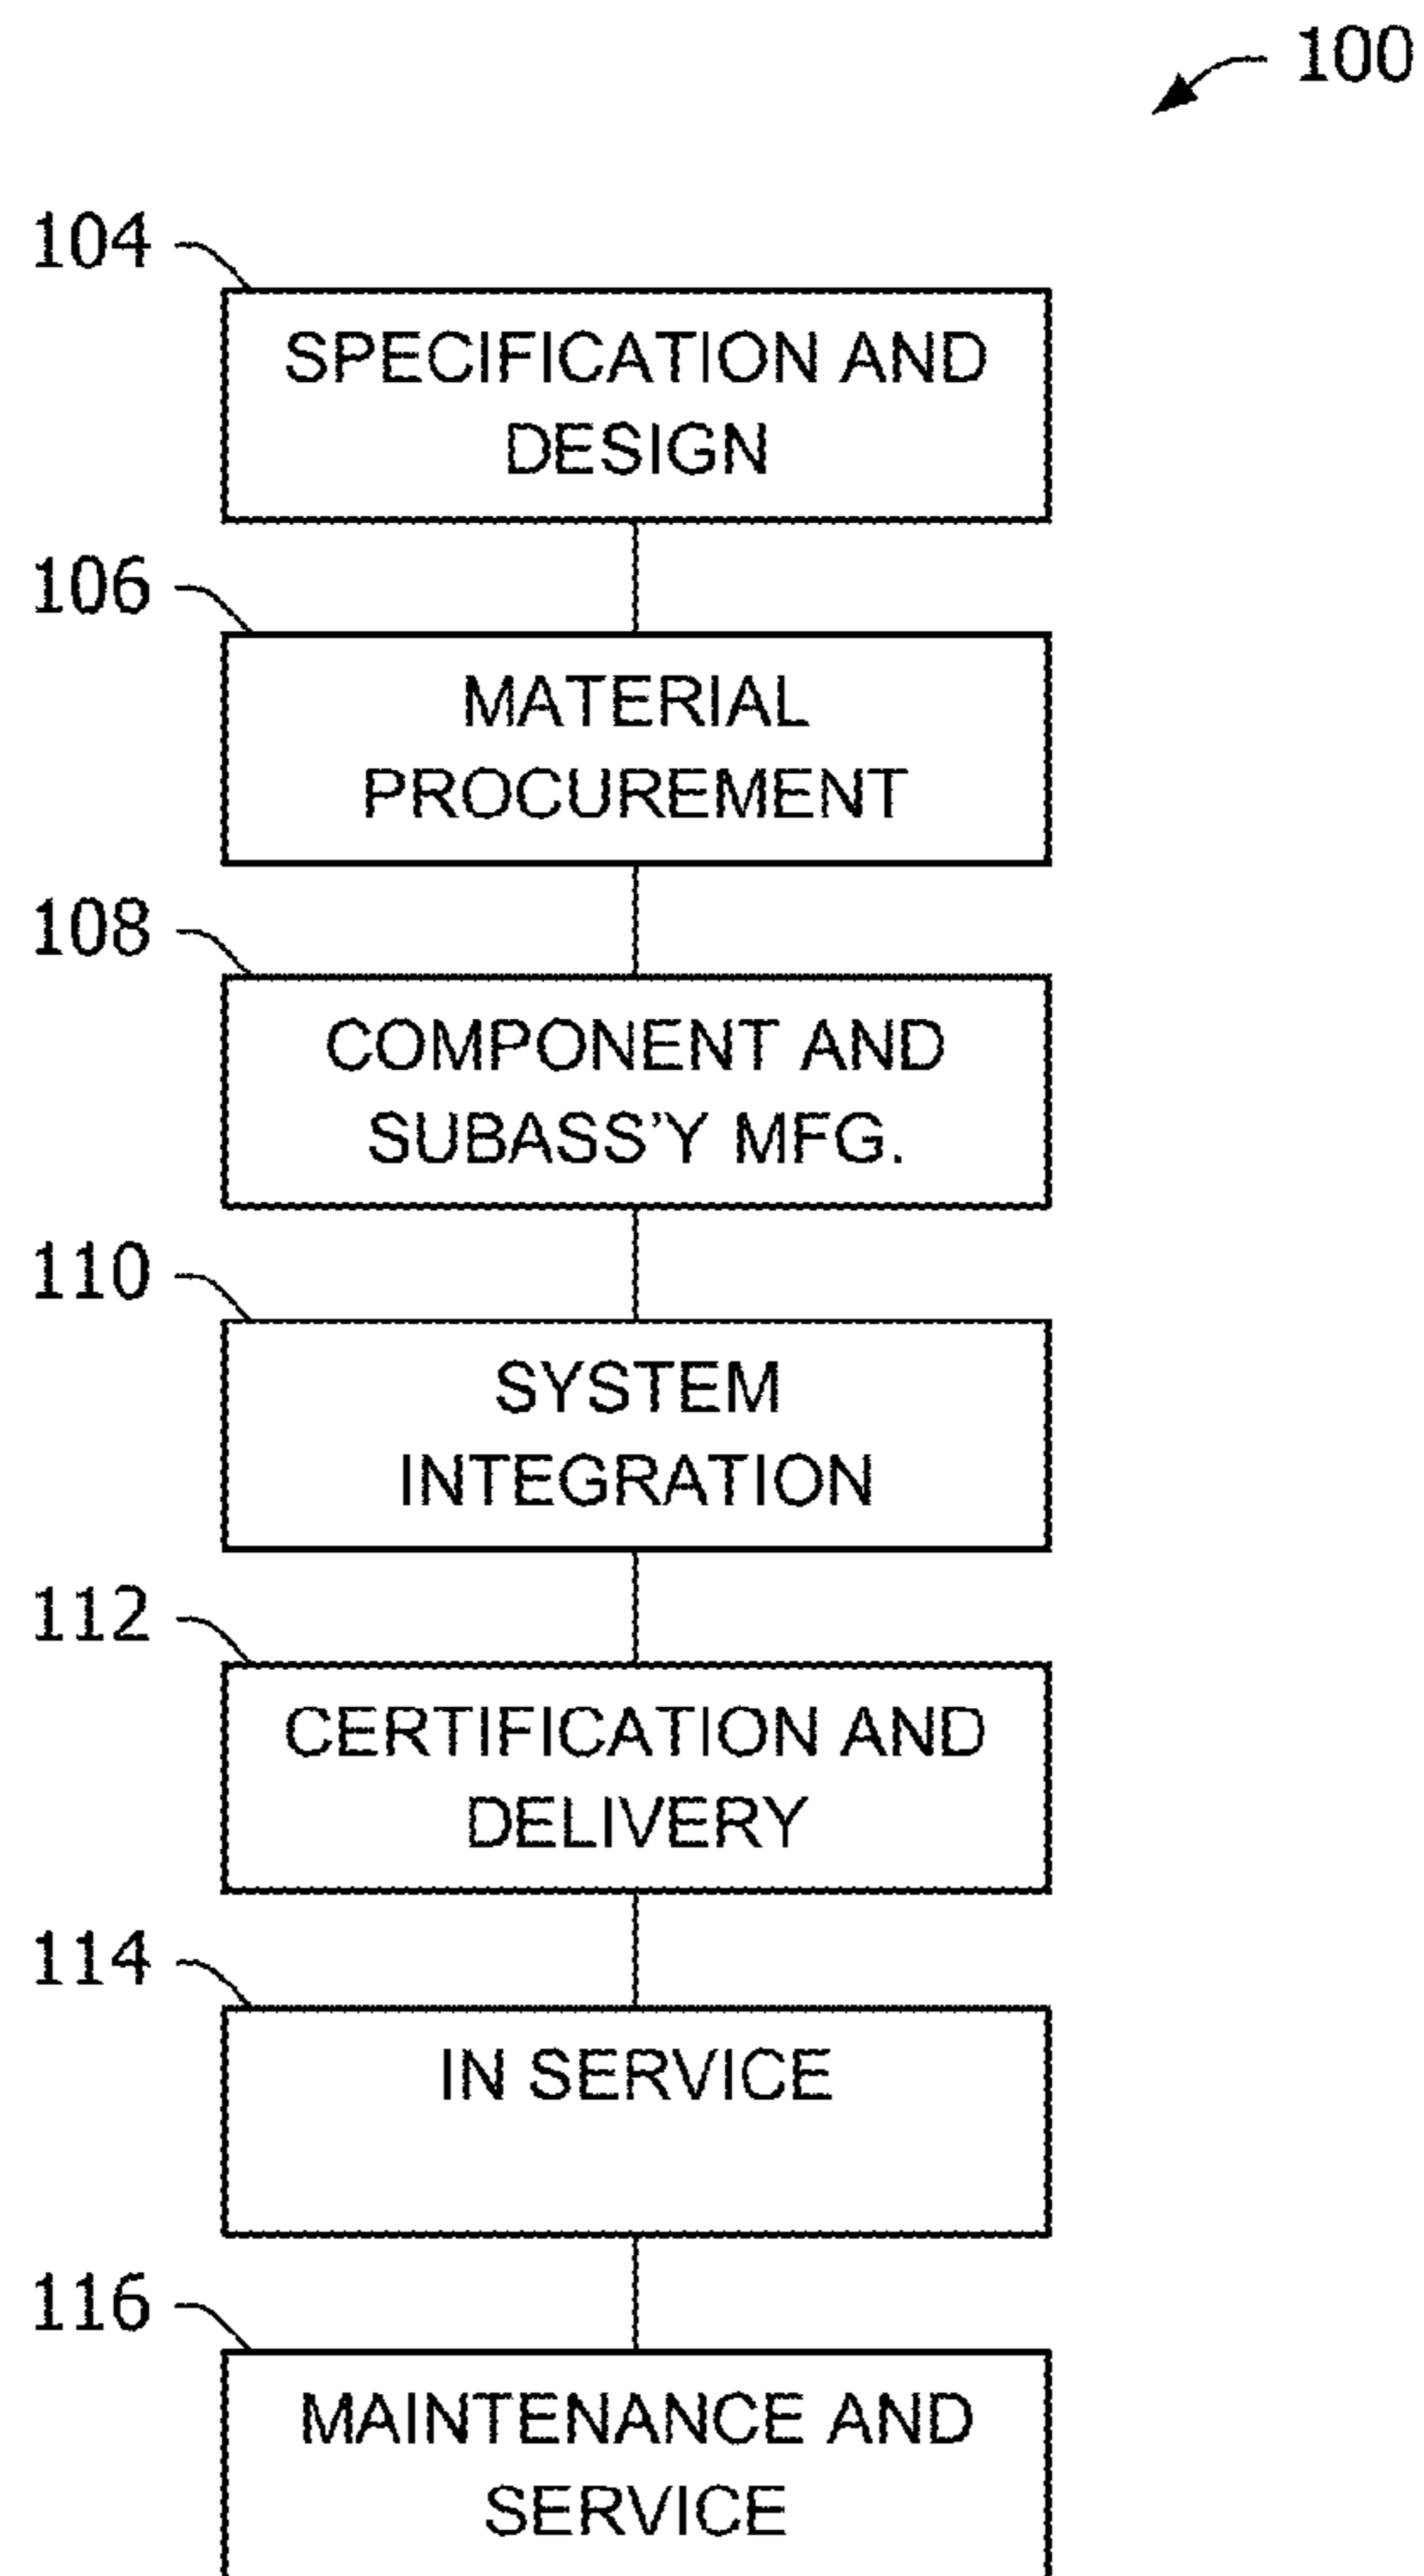 100
104
SPECIFICATION AND
DESIGN
106
MATERIAL
PROCUREMENT
108
COMPONENT AND
SUBASS'Y MFG.
110
SYSTEM
INTEGRATION
112
CERTIFICATION AND
DELIVERY
114
IN SERVICE
116
MAINTENANCE AND
SERVICE